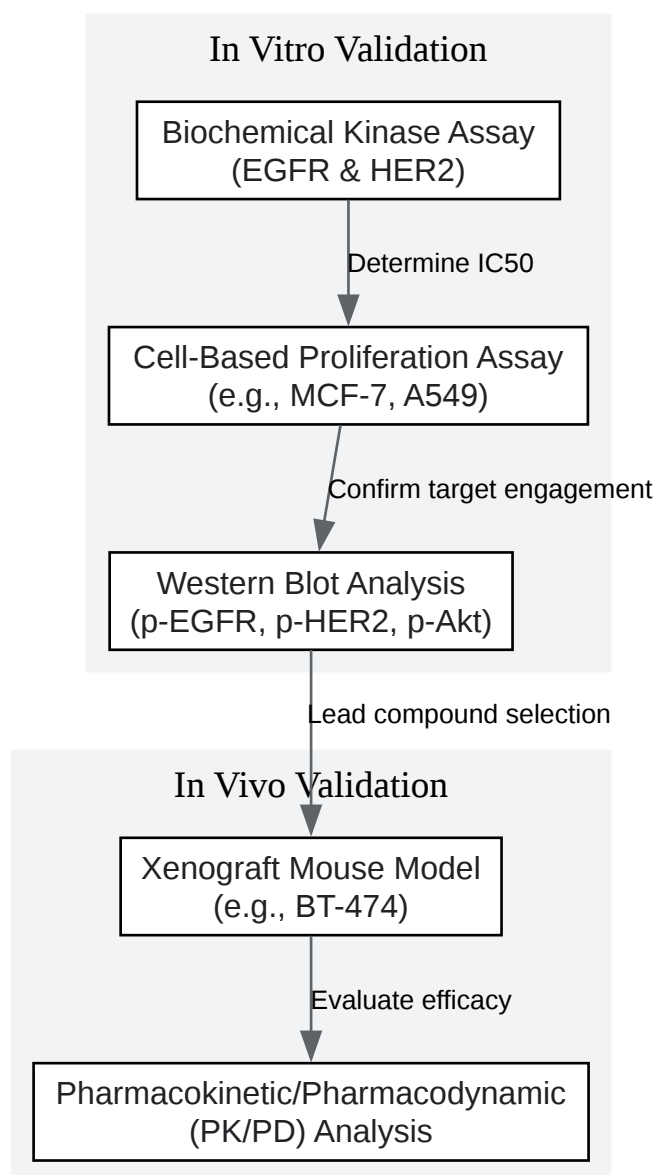 In Vitro Validation
Biochemical Kinase Assay
(EGFR & HER2)
Determine IC50
Cell-Based Proliferation Assay
(e.g., MCF-7, A549)
Confirm target engagement
Western Blot Analysis
(p-EGFR, p-HER2, p-Akt)
Lead compound selection
In Vivo Validation
Xenograft Mouse Model
(e.g., BT-474)
Evaluate efficacy
Pharmacokinetic/Pharmacodynamic
(PK/PD) Analysis